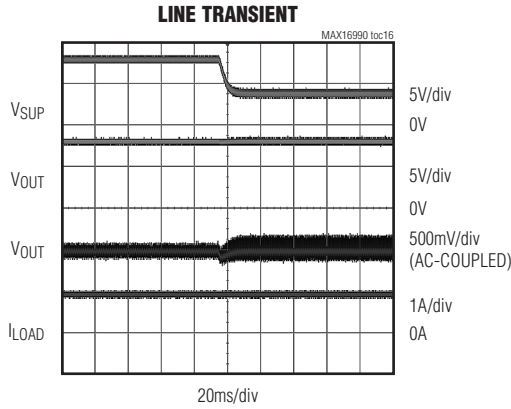 LINE TRANSIENT
MAX16990 toc16
VSUP
5V/div
0V
VOUT
5V/div
0V
VOUT
500mV/div
(AC-COUPLED)
1A/div
ILOAD
0A
20ms/div